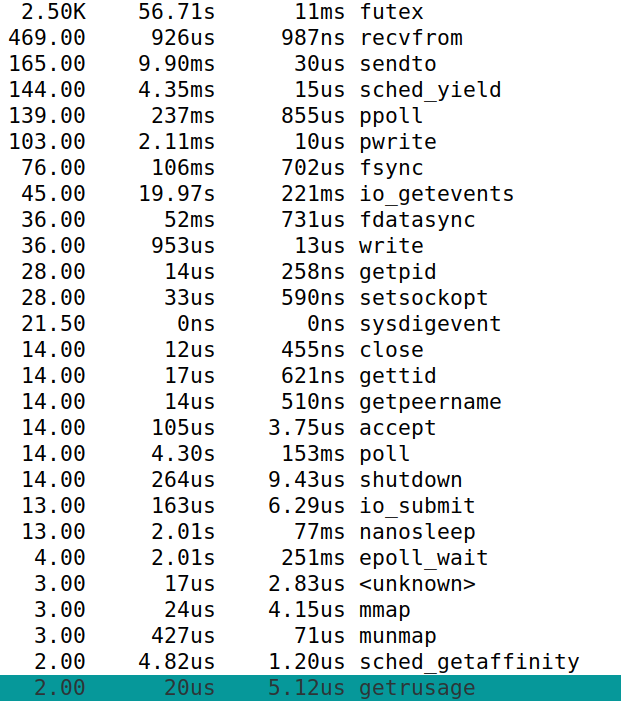 2.50K 56.71s 11ms futex
469.00 926us 987ns recvfrom
165.00 9.90ms 30us sendto
144.00 4.35ms 15us sched_yield
139.00 237ms 855us ppoll
103.00 2.11ms 10us pwrite
76.00 106ms 702us fsync
45.00 19.97s 221ms io_getevents
36.00 52ms 731us fdatasync
36.00 953us 13us write
28.00 14us 258ns getpid
28.00 33us 590ns setsockopt
21.50 0ns 0ns sysdigevent
14.00 12us 455ns close
14.00 17us 621ns gettid
14.00 14us 510ns getpeername
14.00 105us 3.75us accept
14.00 4.30s 153ms poll
14.00 264us 9.43us shutdown
13.00 163us 6.29us io_submit
13.00 2.01s 77ms nanosleep
4.00 2.01s 251ms epoll_wait
3.00 17us 2.83us <unknown>
3.00 24us 4.15us mmap
3.00 427us 71us munmap
2.00 4.82us 1.20us sched_getaffinity
2.00 20us 5.12us getrusage